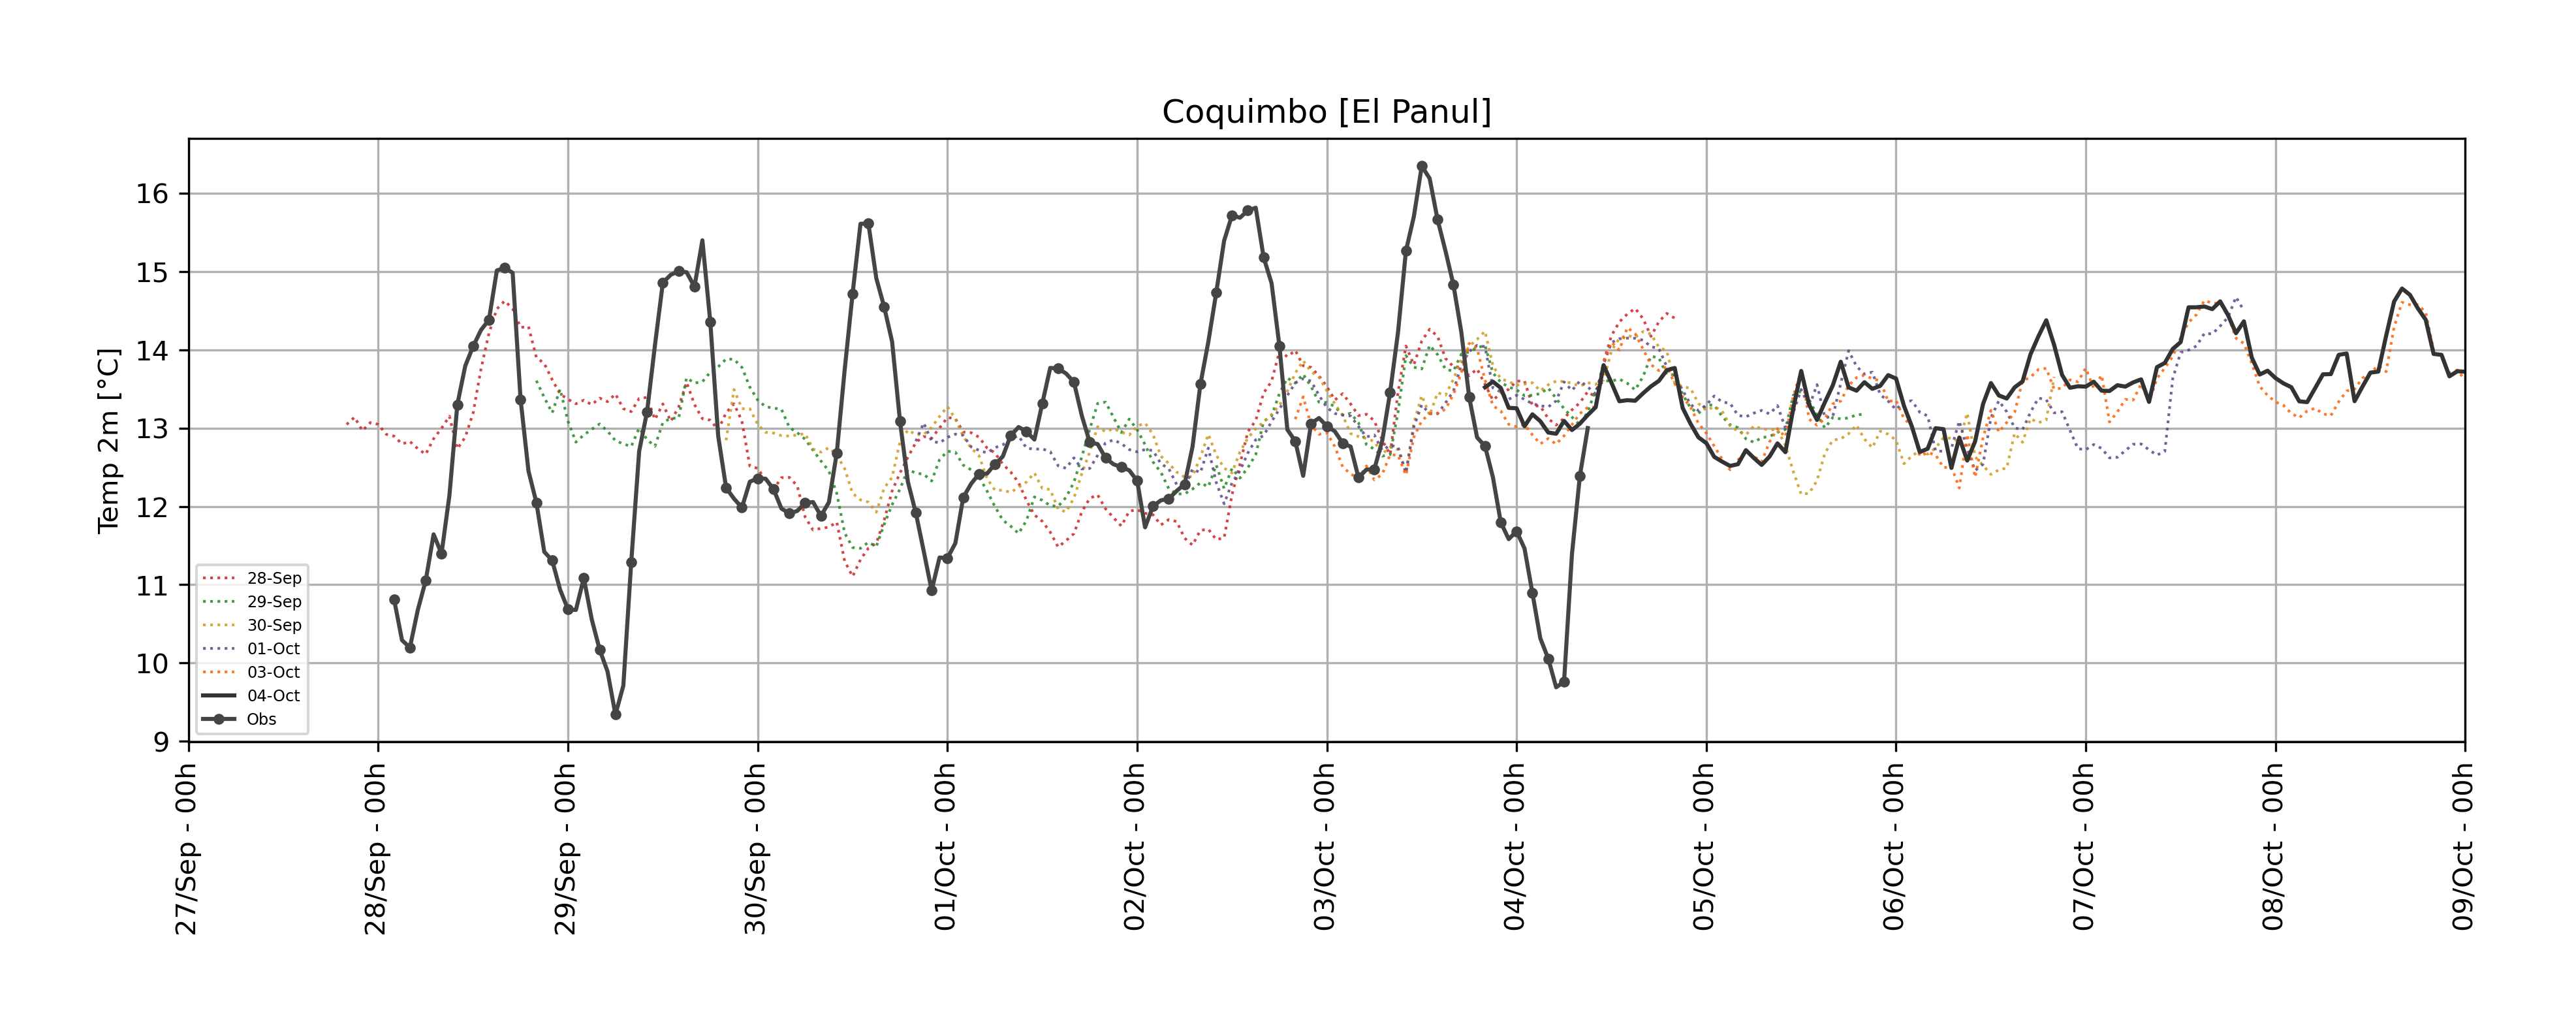 Coquimbo [El Panul]
Temp 2m [°C]
16
15
14
13
12
11
10
9
28-Sep
29-Sep
30-Sep
01-Oct
03-Oct
04-Oct
Obs
27/Sep - 00h
28/Sep - 00h
29/Sep - 00h
30/Sep - 00h
01/Oct - 00h
02/Oct - 00h
03/Oct - 00h
04/Oct - 00h
05/Oct - 00h
06/Oct - 00h
07/Oct - 00h
08/Oct - 00h
09/Oct - 00h